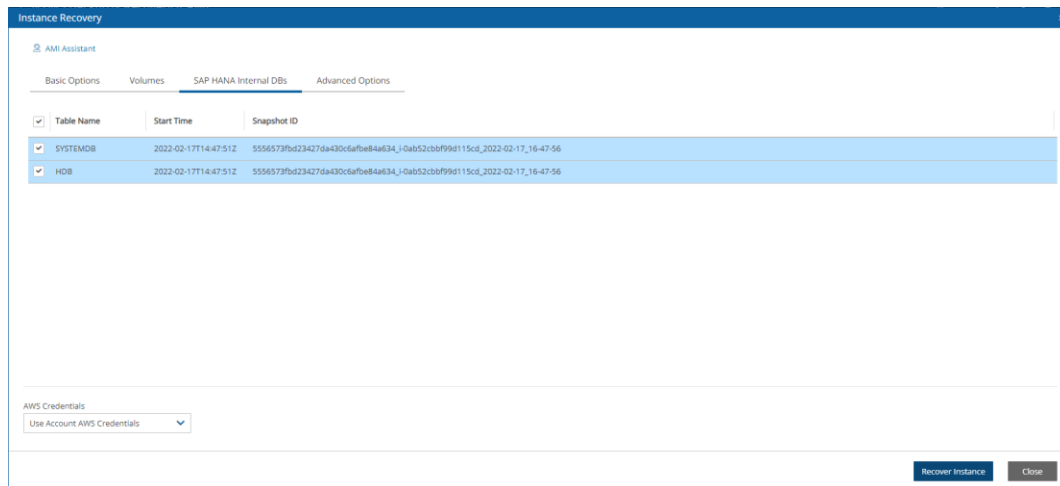 Instance Recovery
AMI Assistant
Basic Options Volumes SAP HANA Internal DBs Advanced Options
Table Name Start Time Snapshot ID
SYSTEMDB 2022-02-17T14:47:51Z 5556573fbd23427da430c6afbe84a634_i-0ab52cbbf99d115cd_2022-02-17_16-47-56
HDB 2022-02-17T14:47:51Z 5556573fbd23427da430c6afbe84a634_i-0ab52cbbf99d115cd_2022-02-17_16-47-56
AWS Credentials
Use Account AWS Credentials
Recover Instance Close